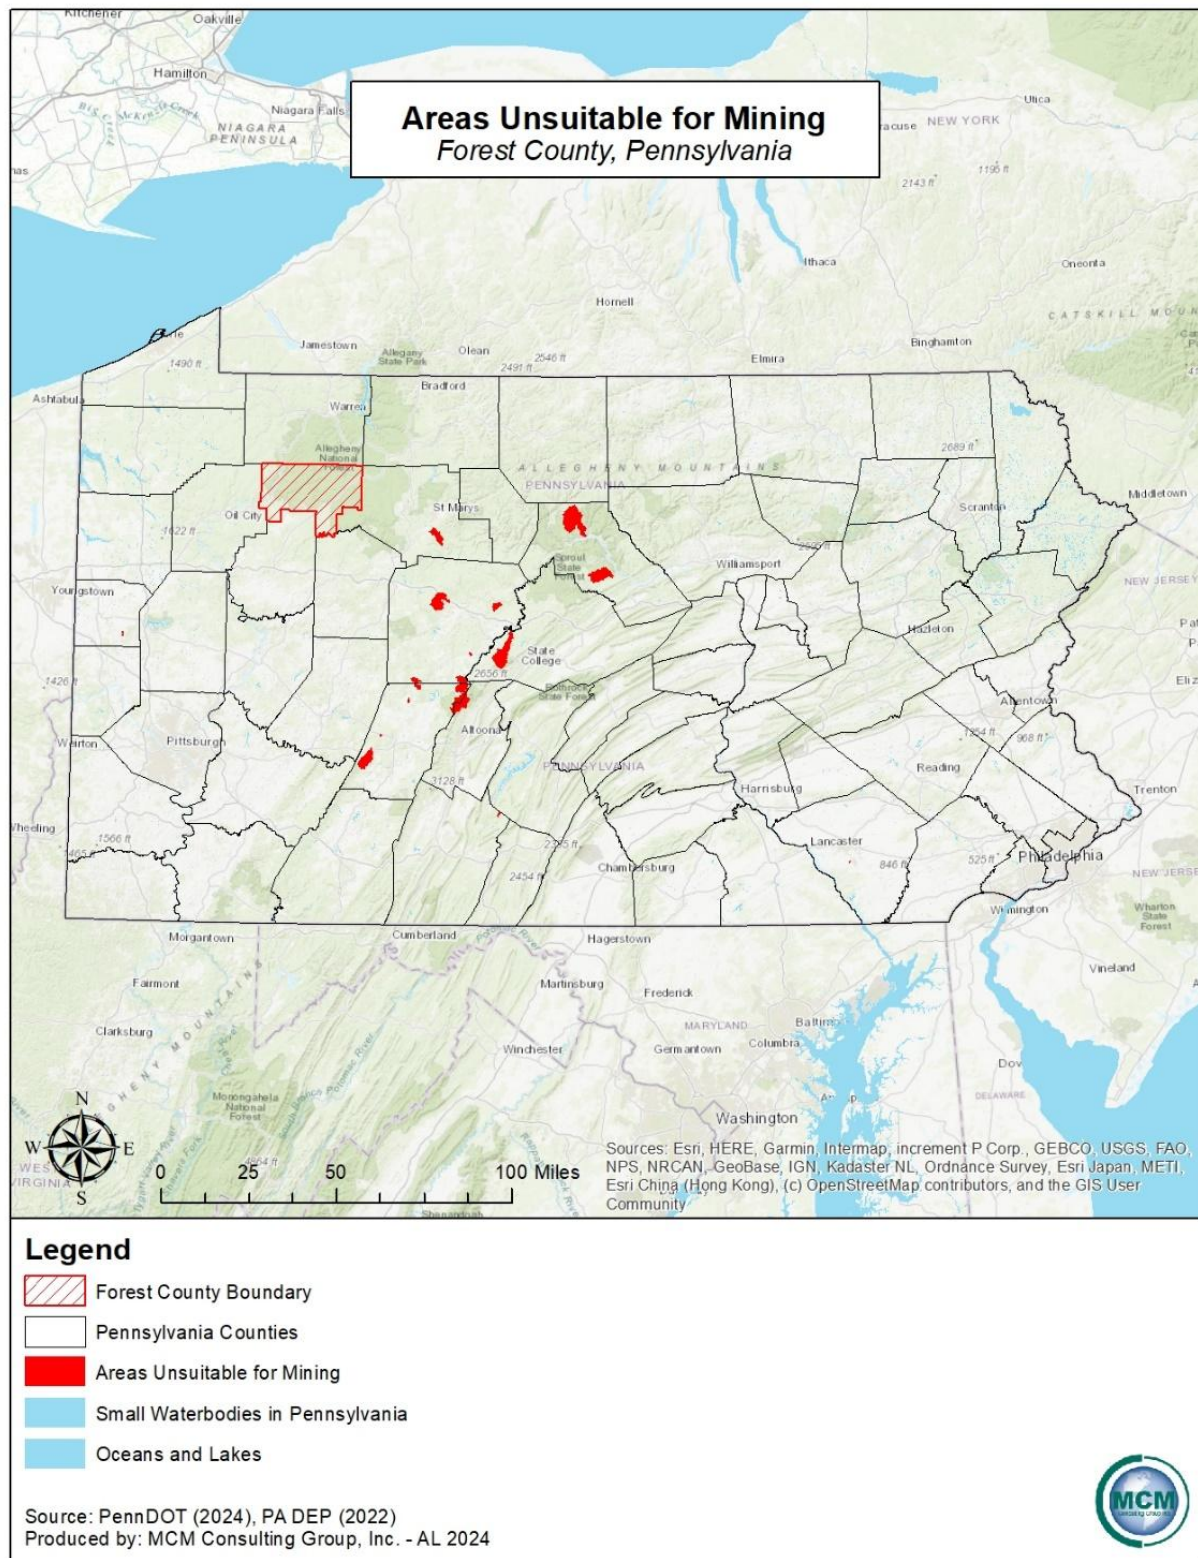 Kitchener
Oakville
Hamilton
Niagara Falls
NIAGARA
PENINSULA
Areas Unsuitable for Mining
Forest County, Pennsylvania
Utica
NEW YORK
2143 ft
1195 ft
Ithaca
Oneonta
Hornell
Jamestown
Allegany
State Park
Olean
2546 ft
2491 ft
Elmira
Binghamton
1490 ft
Ashtabula
Warren
Bradford
Allegheny
National
Forest
2689 ft
ALLEGHENY MOUNTAINS
PENNSYLVANIA
Middletown
Oil City
St Marys
Scranton
1622 ft
Sproul
State
Forest
Williamsport
NEW JERSEY
Youngstown
Hazleton
State
College
2656 ft
Rothrock
State Forest
1426 ft
Allentown
Weirton
Pittsburgh
Altoona
1254 ft
968 ft
PENNSYLVANIA
3128 ft
Reading
Harrisburg
Trenton
Wheeling
1566 ft
Lancaster
846 ft
525 ft
Philadelphia
Chambersburg
2454 ft
NEW JERSEY
Wilmington
Wharton
State
Forest
Morgantown
Cumberland
Potomac River
Hagerstown
Vineland
Fairmont
Martinsburg
Frederick
Clarksburg
MARYLAND
Columbia
Winchester
Germantown
Monongahela
National
Forest
DELAWARE
Washington
N
W
E
S
4864 ft
0 25 50 100 Miles
Sources: Esri, HERE, Garmin, Intermap, increment P Corp., GEBCO, USGS, FAO,
NPS, NRCAN, GeoBase, IGN, Kadaster NL, Ordnance Survey, Esri Japan, METI,
Esri China (Hong Kong), (c) OpenStreetMap contributors, and the GIS User
Community
Legend
Forest County Boundary
Pennsylvania Counties
Areas Unsuitable for Mining
Small Waterbodies in Pennsylvania
Oceans and Lakes
Source: PennDOT (2024), PA DEP (2022)
Produced by: MCM Consulting Group, Inc. - AL 2024
MCM